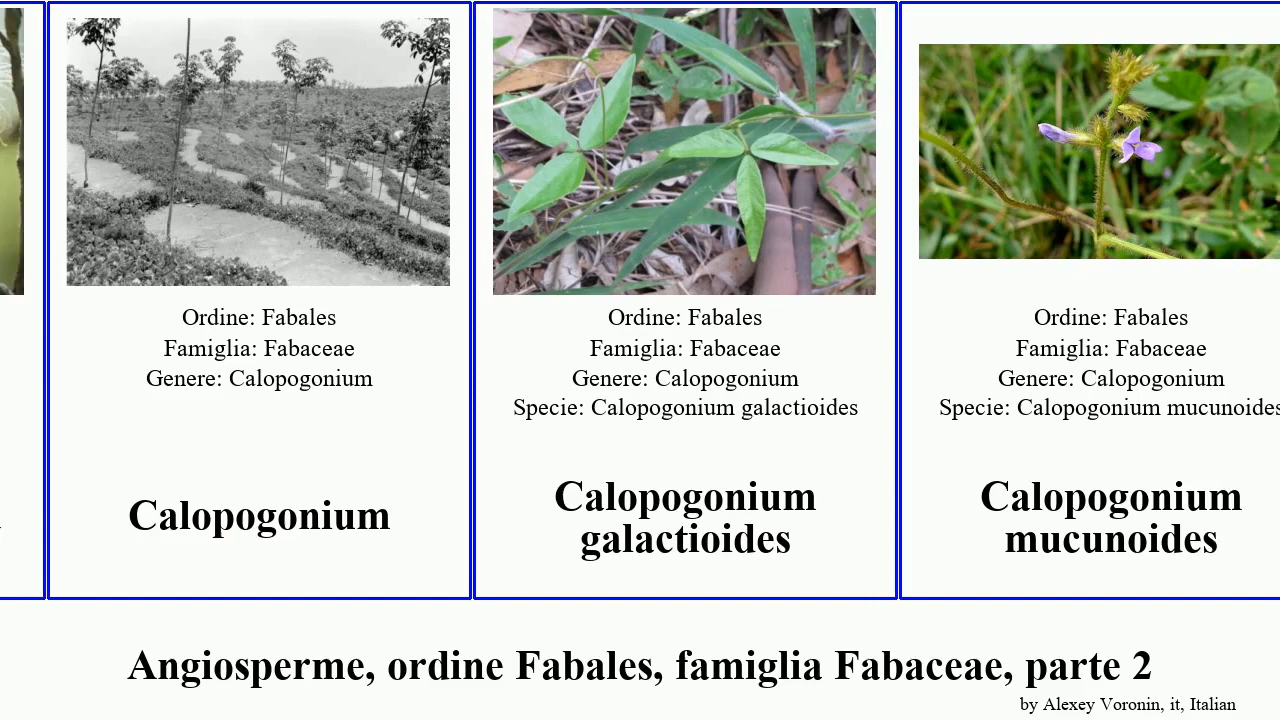 Ordine: Fabales
Famiglia: Fabaceae
Genere: Calopogonium
Calopogonium
Ordine: Fabales
Famiglia: Fabaceae
Genere: Calopogonium
Specie: Calopogonium galactioides
Calopogonium
galactioides
Ordine: Fabales
Famiglia: Fabaceae
Genere: Calopogonium
Specie: Calopogonium mucunoides
Calopogonium
mucunoides
Angiosperme, ordine Fabales, famiglia Fabaceae, parte 2
by Alexey Voronin, it, Italian